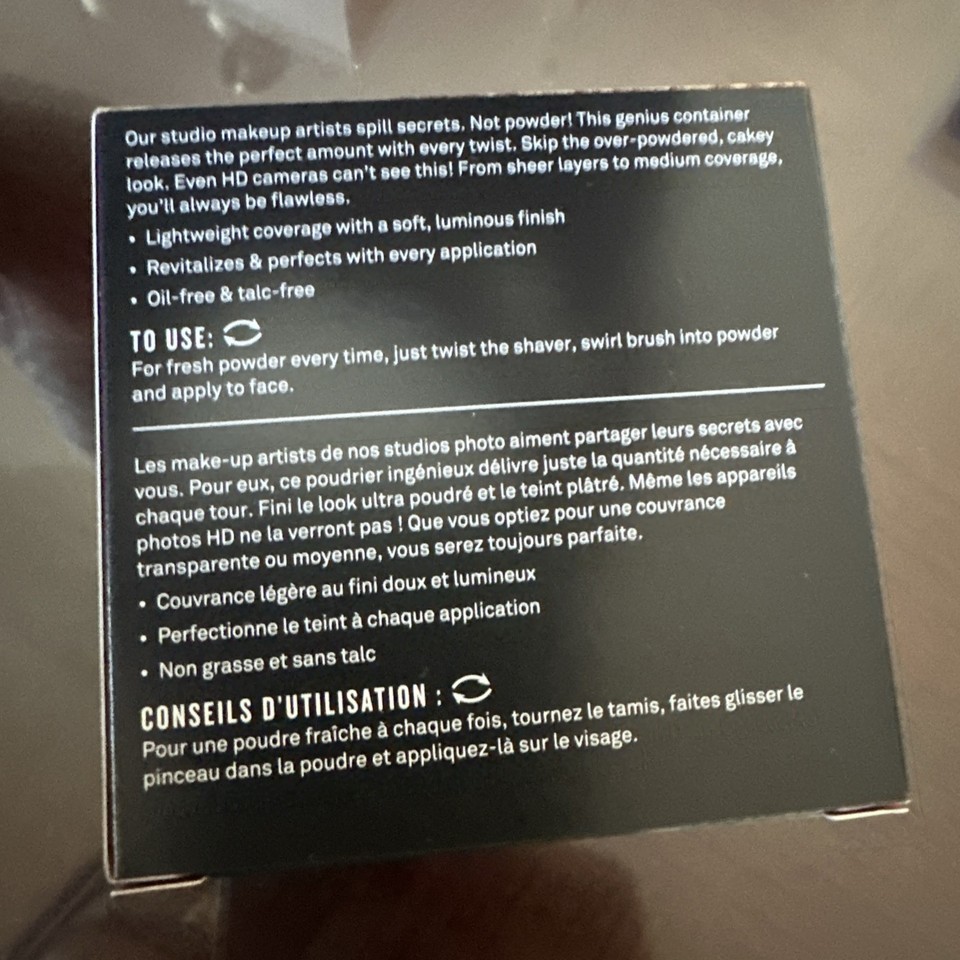 Our studio makeup artists spill secrets. Not powder! This genius container
releases the perfect amount with every twist. Skip the over-powdered, cakey
look. Even HD cameras can't see this! From sheer layers to medium coverage,
you'll always be flawless.
• Lightweight coverage with a soft, luminous finish
• Revitalizes & perfects with every application
• Oil-free & talc-free
TO USE:
For fresh powder every time, just twist the shaver, swirl brush into powder
and apply to face.
Les make-up artists de nos studios photo aiment partager leurs secrets avec
vous. Pour eux, ce poudrier ingénieux délivre juste la quantité nécessaire à
chaque tour. Fini le look ultra poudré et le teint plâtré. Même les appareils
photos HD ne la verront pas ! Que vous optiez pour une couvrance
transparente ou moyenne, vous serez toujours parfaite.
• Couvrance légère au fini doux et lumineux
• Perfectionne le teint à chaque application
• Non grasse et sans talc
CONSEILS D'UTILISATION :
Pour une poudre fraîche à chaque fois, tournez le tamis, faites glisser le
pinceau dans la poudre et appliquez-là sur le visage.